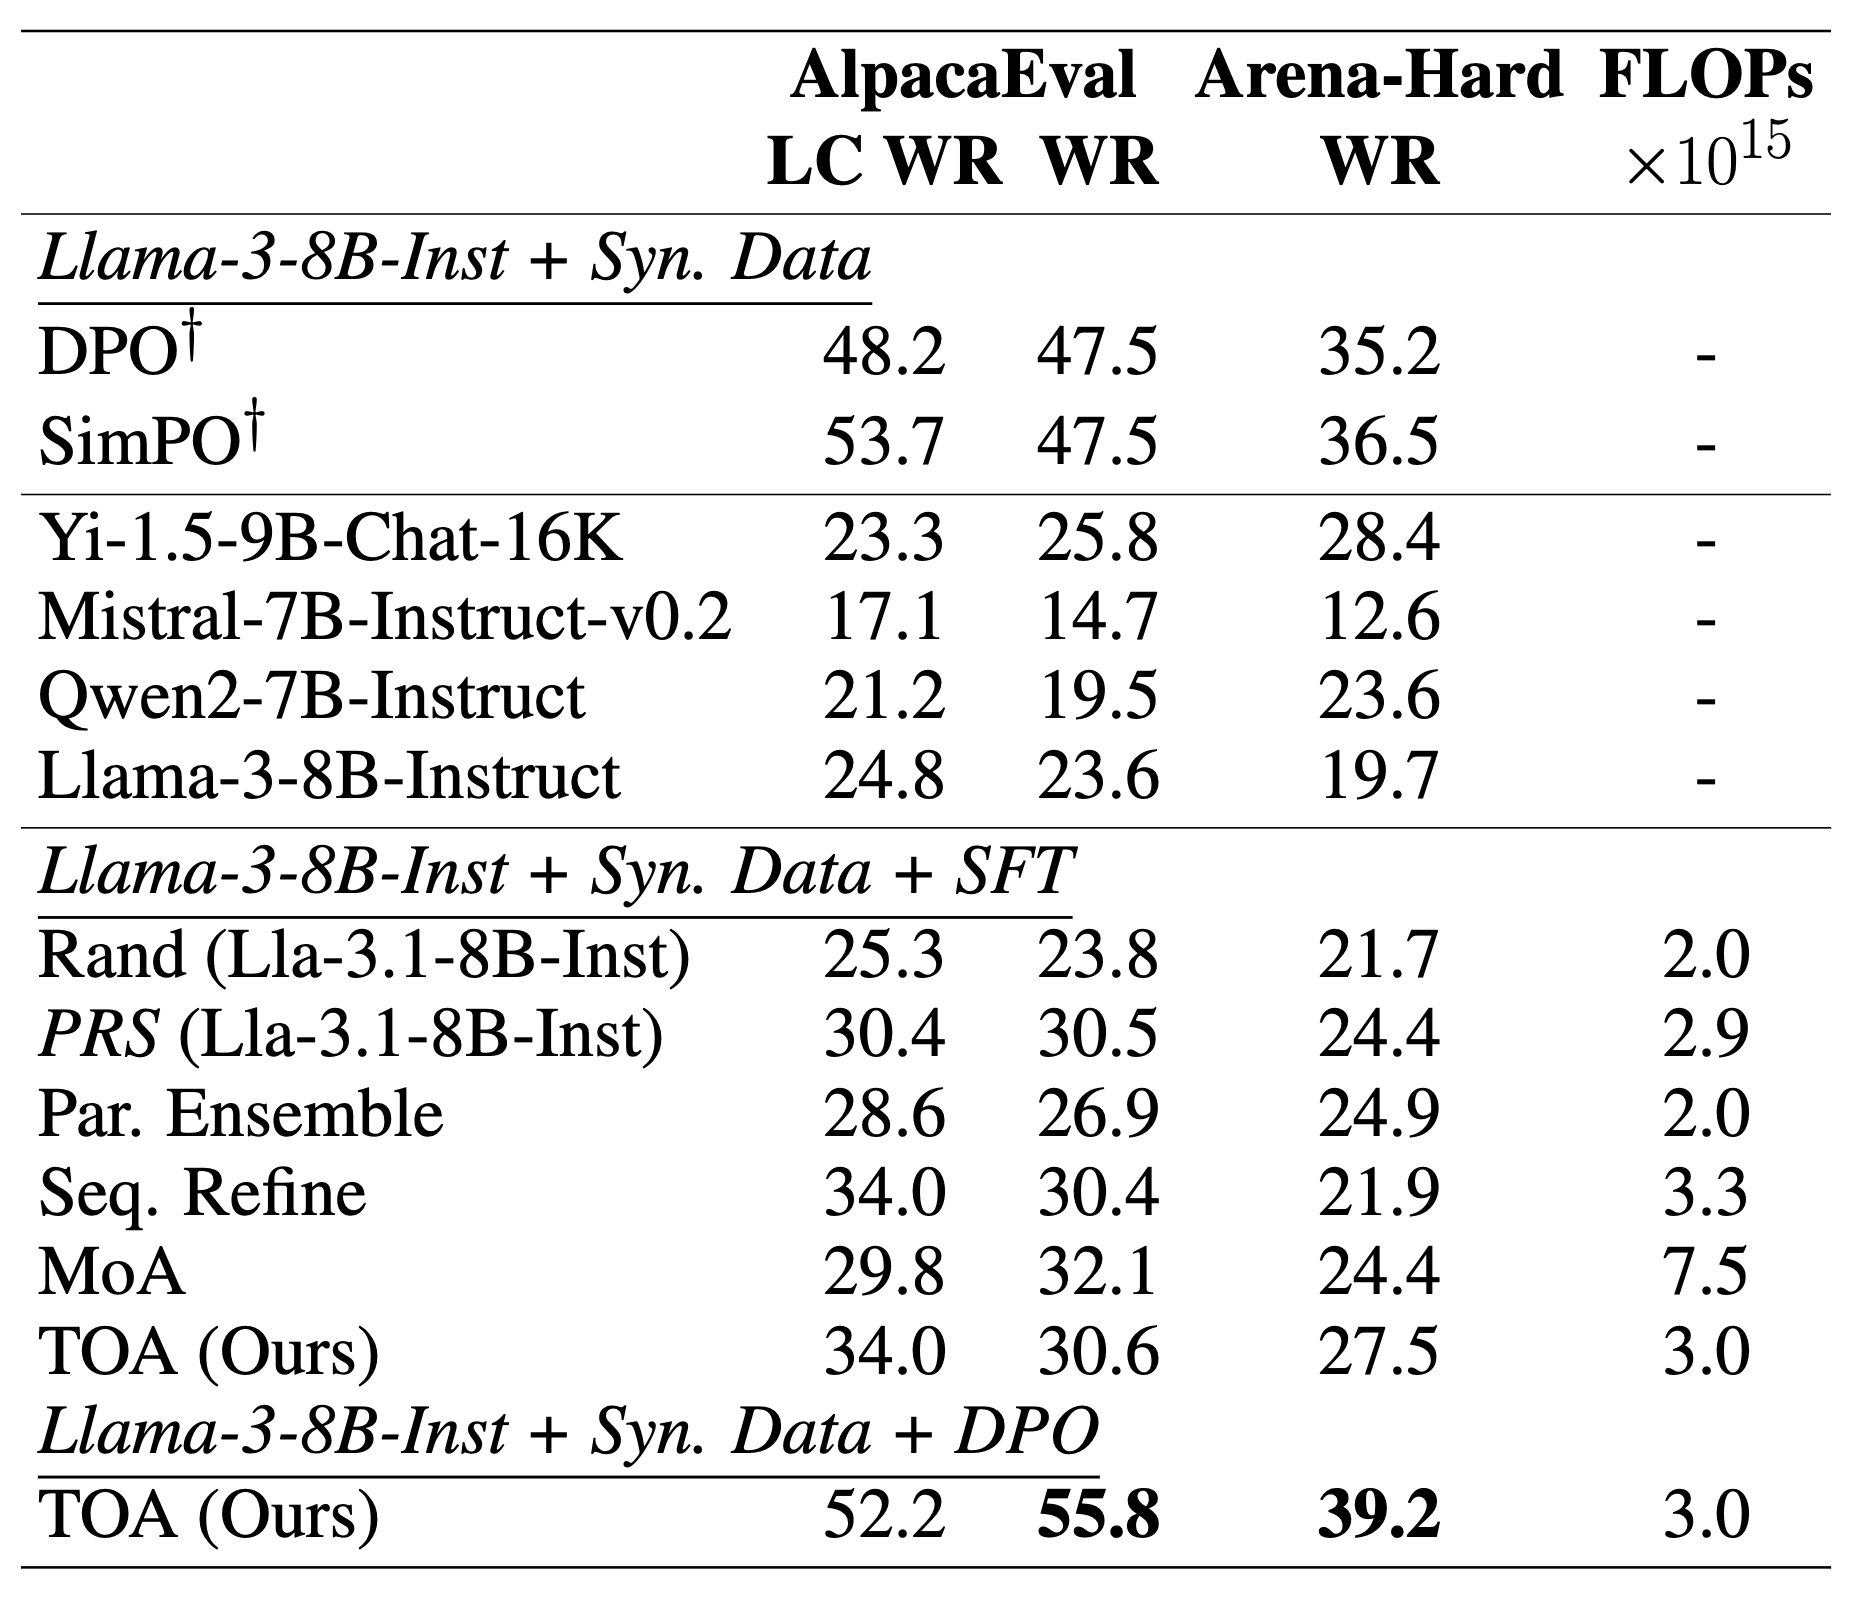 AlpacaEval Arena-Hard FLOPs
LC WR WR WR ×10^15
Llama-3-8B-Inst + Syn. Data
DPO† 48.2 47.5 35.2 -
SimPO† 53.7 47.5 36.5 -
Yi-1.5-9B-Chat-16K 23.3 25.8 28.4 -
Mistral-7B-Instruct-v0.2 17.1 14.7 12.6 -
Qwen2-7B-Instruct 21.2 19.5 23.6 -
Llama-3-8B-Instruct 24.8 23.6 19.7 -
Llama-3-8B-Inst + Syn. Data + SFT
Rand (Lla-3.1-8B-Inst) 25.3 23.8 21.7 2.0
PRS (Lla-3.1-8B-Inst) 30.4 30.5 24.4 2.9
Par. Ensemble 28.6 26.9 24.9 2.0
Seq. Refine 34.0 30.4 21.9 3.3
MoA 29.8 32.1 24.4 7.5
TOA (Ours) 34.0 30.6 27.5 3.0
Llama-3-8B-Inst + Syn. Data + DPO
TOA (Ours) 52.2 55.8 39.2 3.0